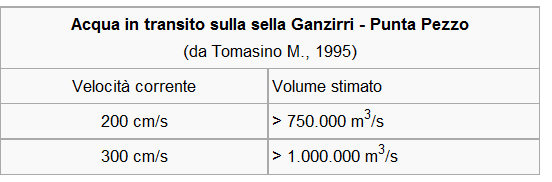 Acqua in transito sulla sella Ganzirri - Punta Pezzo
(da Tomasino M., 1995)
Velocità corrente Volume stimato
200 cm/s > 750.000 m³/s
300 cm/s > 1.000.000 m³/s